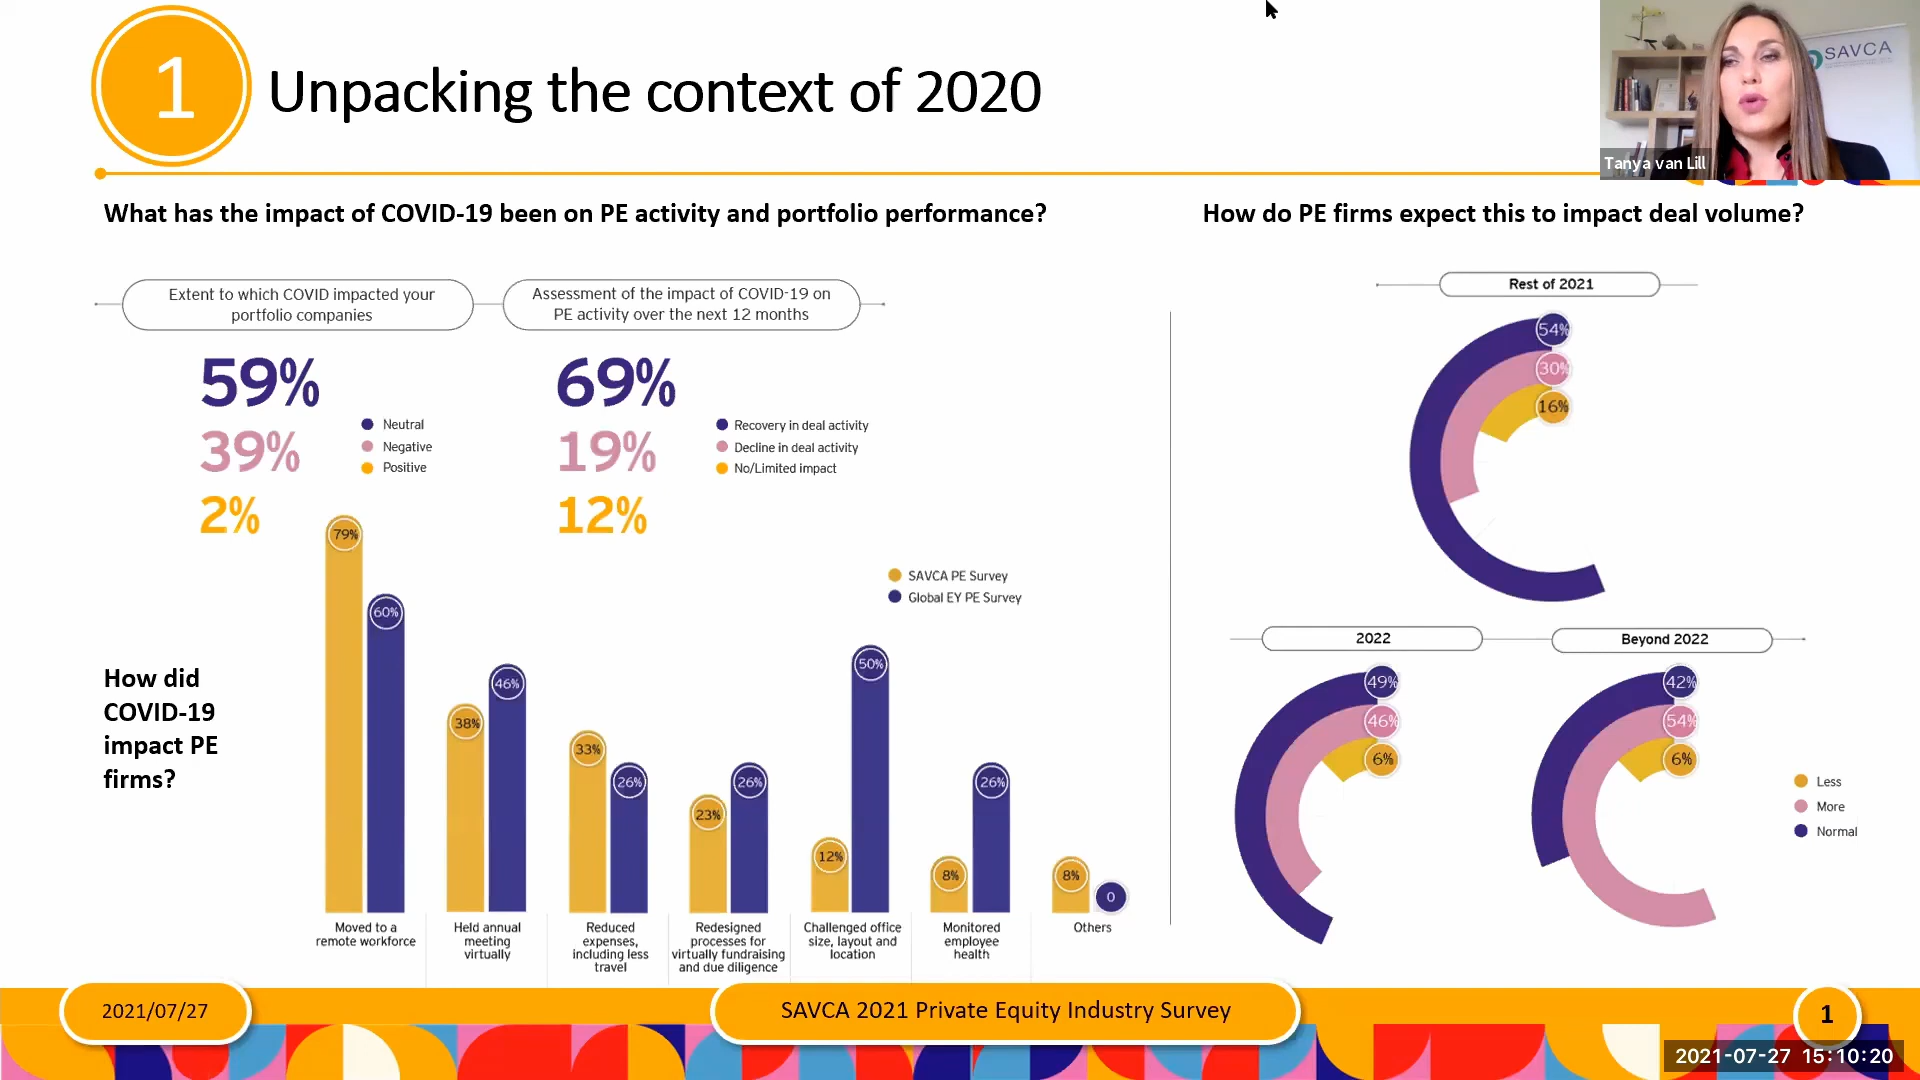 1
Unpacking the context of 2020
SAVCA
Tanya van Lill
What has the impact of COVID-19 been on PE activity and portfolio performance?
How do PE firms expect this to impact deal volume?
Extent to which COVID impacted your
portfolio companies
Assessment of the impact of COVID-19 on
PE activity over the next 12 months
59%
39%
2%
Neutral
Negative
Positive
69%
19%
12%
Recovery in deal activity
Decline in deal activity
No/Limited impact
SAVCA PE Survey
Global EY PE Survey
How did
COVID-19
impact PE
firms?
79%
60%
38%
46%
33%
26%
23%
26%
12%
50%
8%
26%
8%
0
Moved to a
remote workforce
Held annual
meeting
virtually
Reduced
expenses,
including less
travel
Redesigned
processes for
virtually fundraising
and due diligence
Challenged office
size, layout and
location
Monitored
employee
health
Others
Rest of 2021
54%
30%
16%
2022
49%
46%
6%
Beyond 2022
42%
54%
6%
Less
More
Normal
2021/07/27
SAVCA 2021 Private Equity Industry Survey
1
2021-07-27 15:10:20